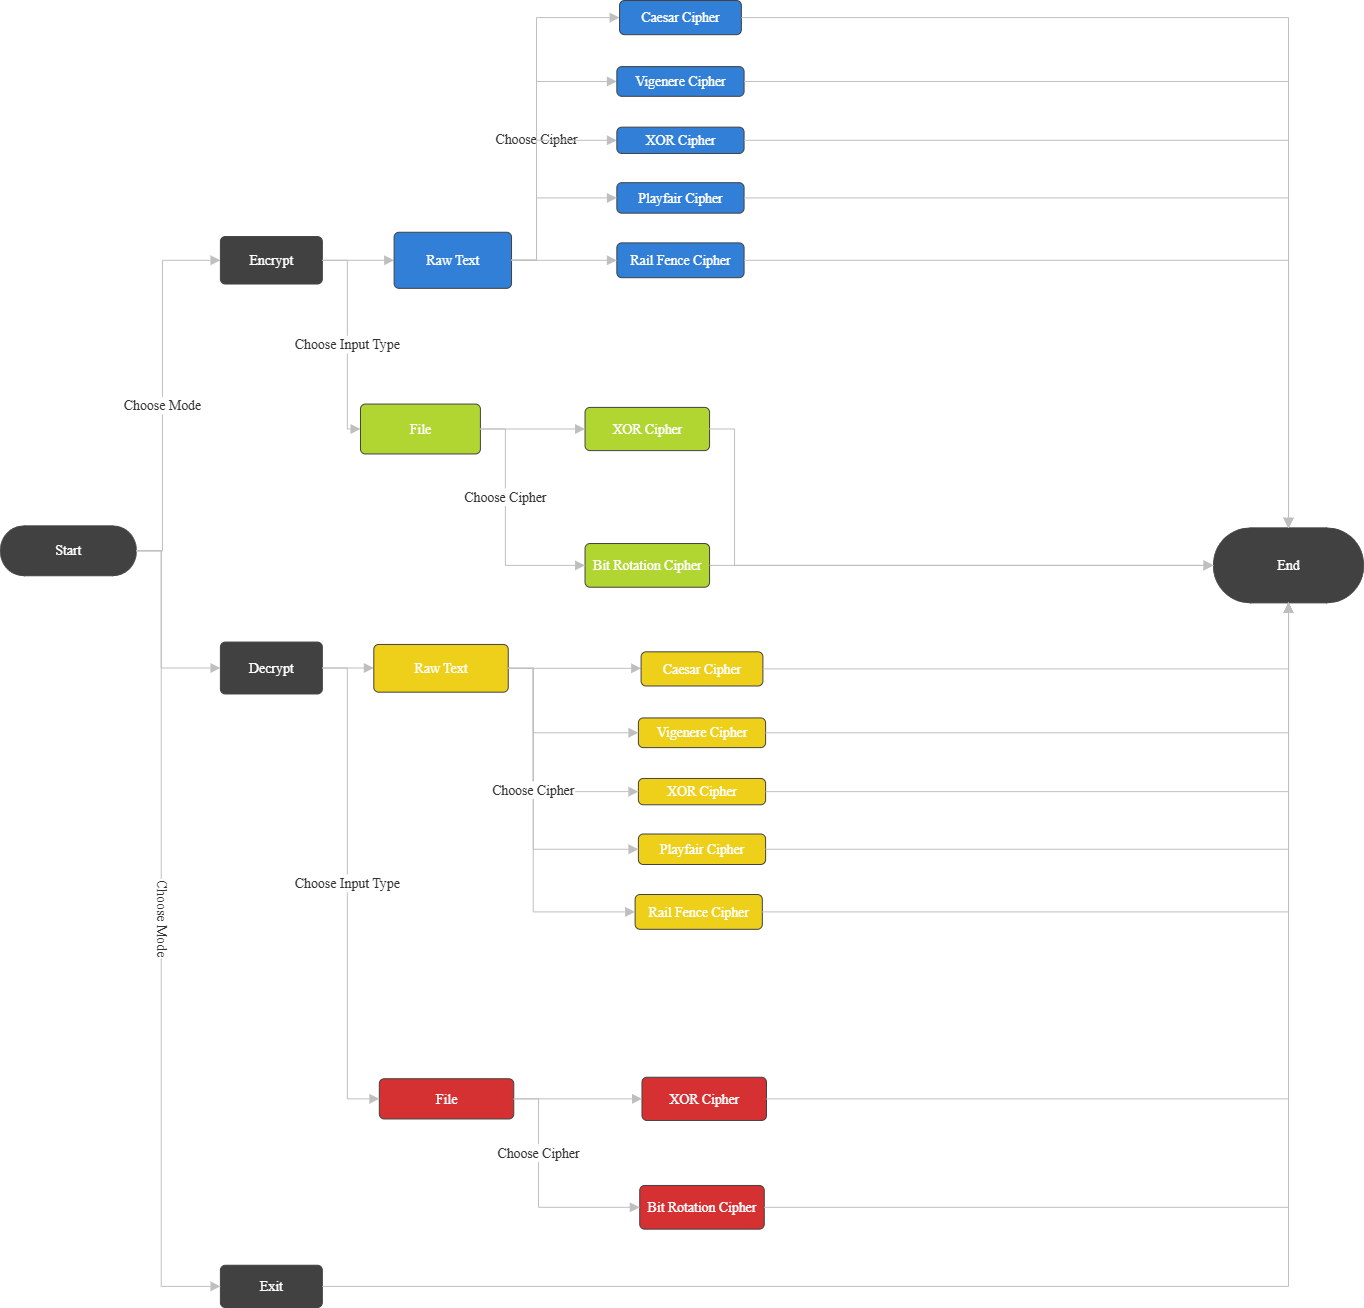 Caesar Cipher
Vigenere Cipher
Choose Cipher
XOR Cipher
Playfair Cipher
Encrypt
Raw Text
Rail Fence Cipher
Choose Input Type
Choose Mode
File
XOR Cipher
Choose Cipher
Start
Bit Rotation Cipher
End
Decrypt
Raw Text
Caesar Cipher
Vigenere Cipher
Choose Cipher
XOR Cipher
Playfair Cipher
Choose Input Type
Rail Fence Cipher
Choose Mode
File
XOR Cipher
Choose Cipher
Bit Rotation Cipher
Exit